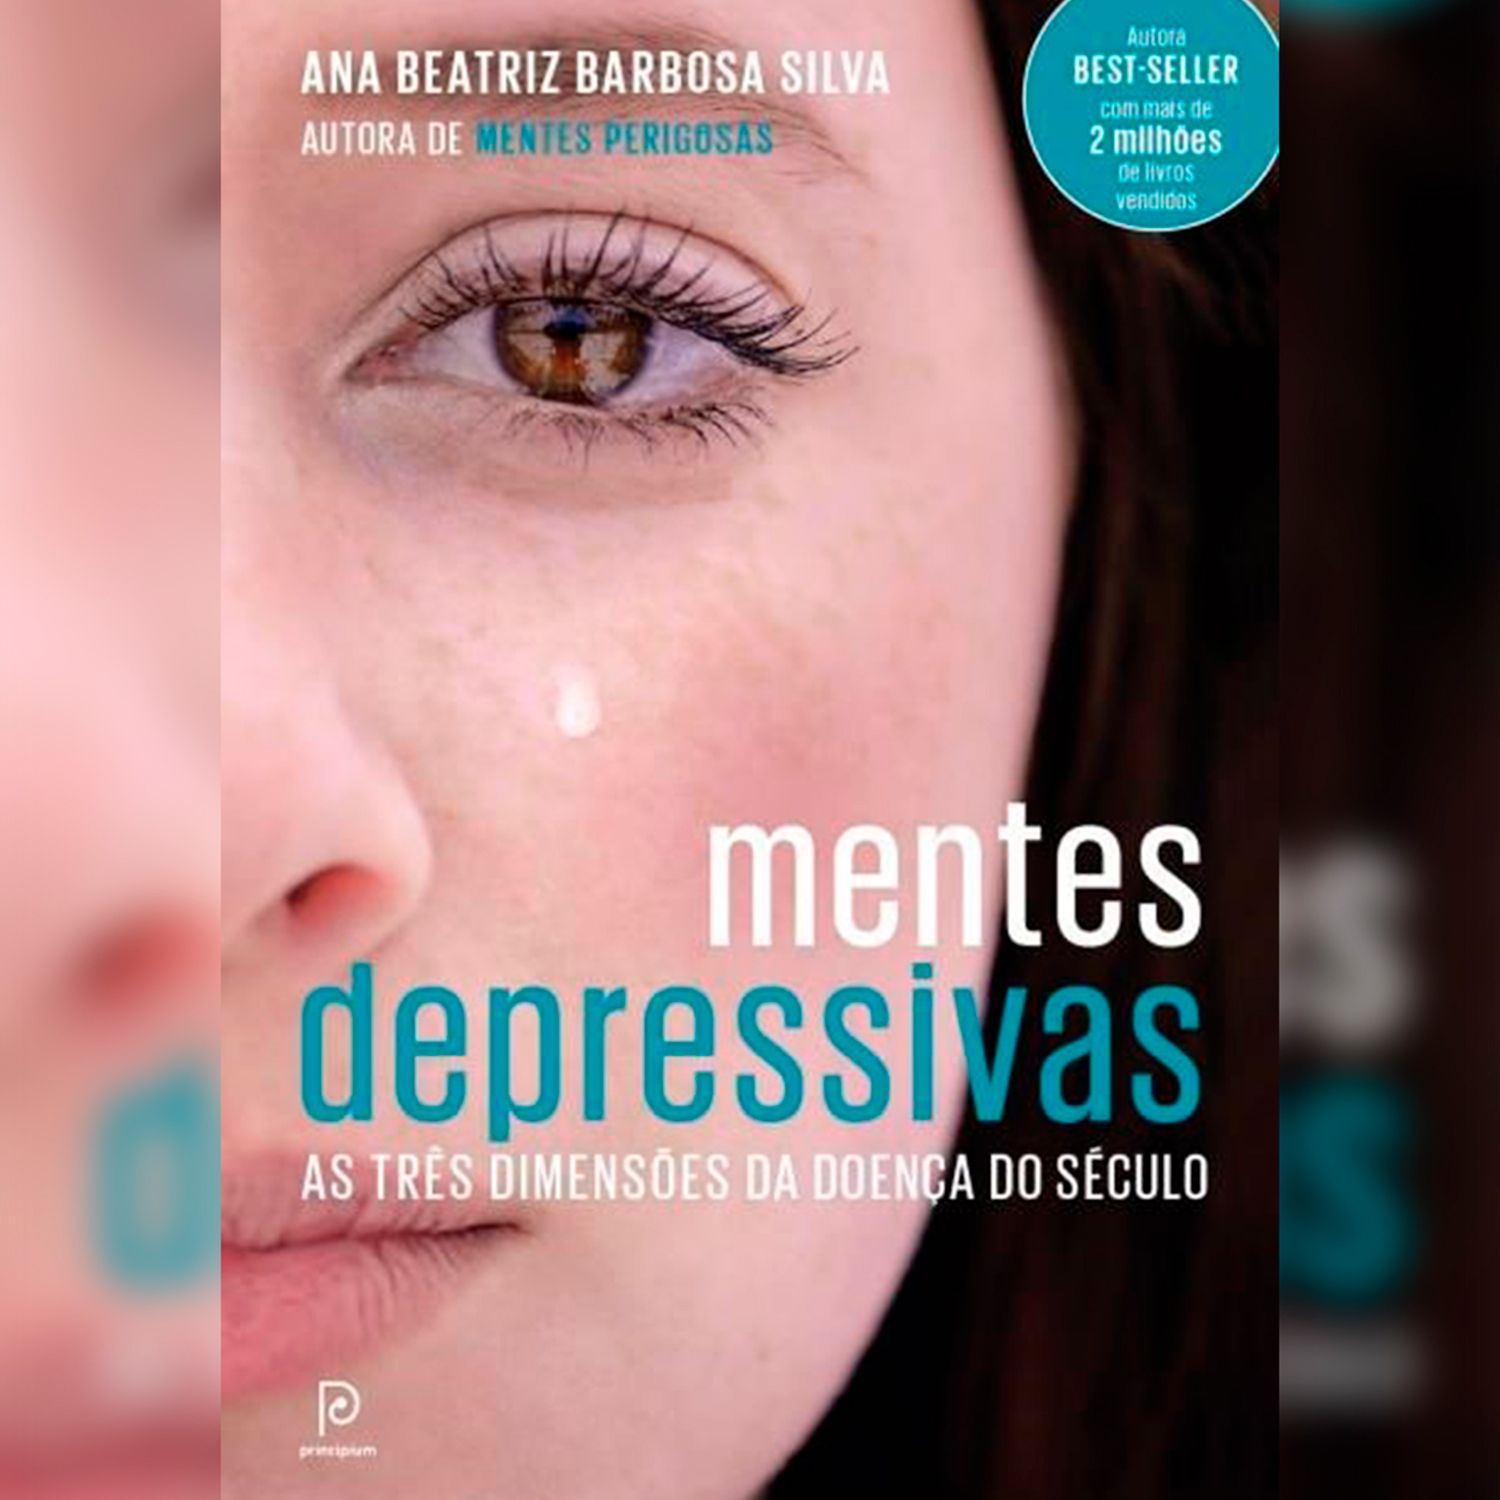 ANA BEATRIZ BARBOSA SILVA
AUTORA DE MENTES PERIGOSAS
Autora
BEST-SELLER
com mais de
2 milhões
de livros
vendidos
mentes
depressivas
AS TRÊS DIMENSÕES DA DOENÇA DO SÉCULO
principium